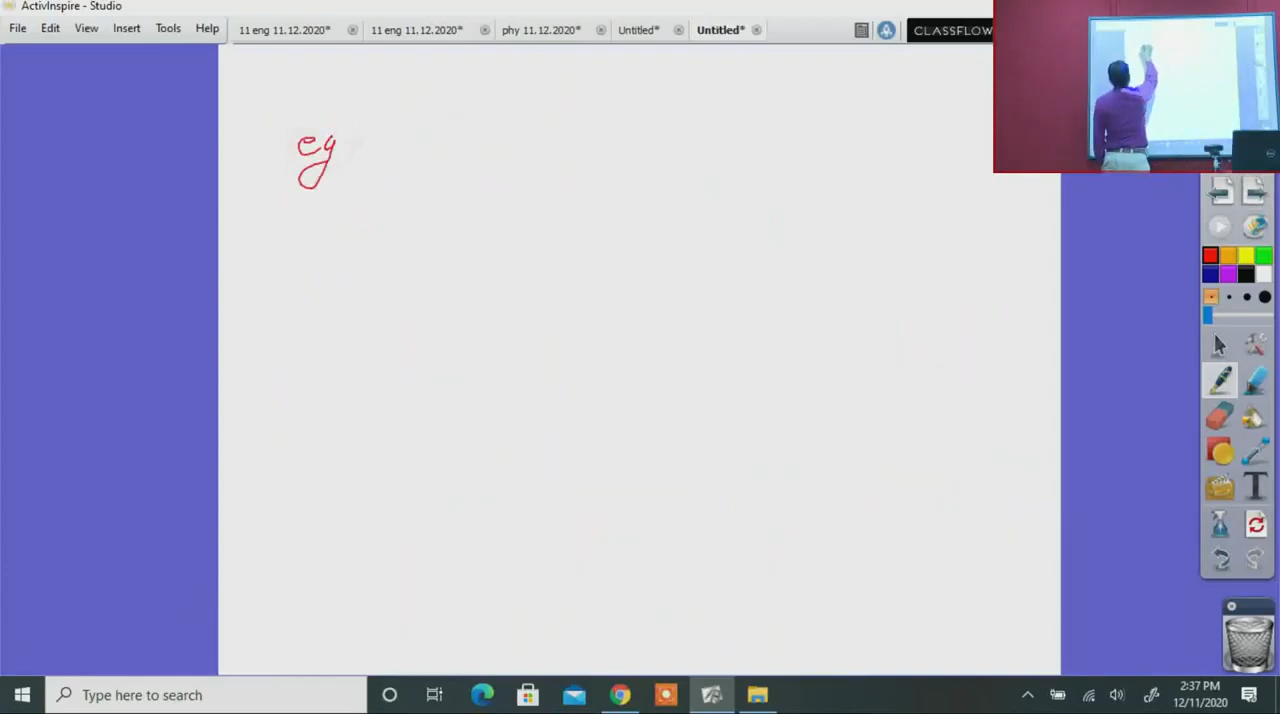 ActivInspire - Studio
File Edit View Insert Tools Help
11 eng 11.12.2020* 11 eng 11.12.2020* phy 11.12.2020* Untitled* Untitled*
CLASSFLOW
eg
T
Type here to search
2:37 PM
12/11/2020